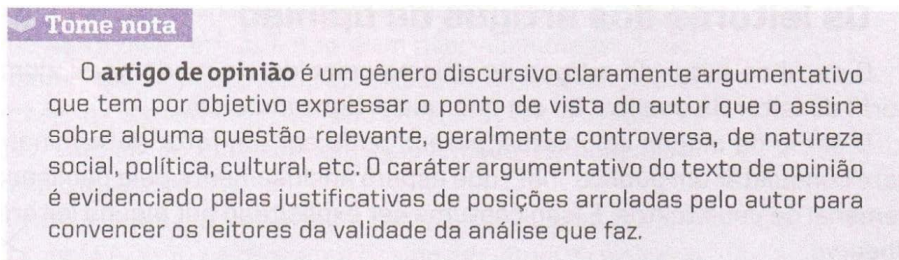 Tome nota
O artigo de opinião é um gênero discursivo claramente argumentativo
que tem por objetivo expressar o ponto de vista do autor que o assina
sobre alguma questão relevante, geralmente controversa, de natureza
social, política, cultural, etc. O caráter argumentativo do texto de opinião
é evidenciado pelas justificativas de posições arroladas pelo autor para
convencer os leitores da validade da análise que faz.